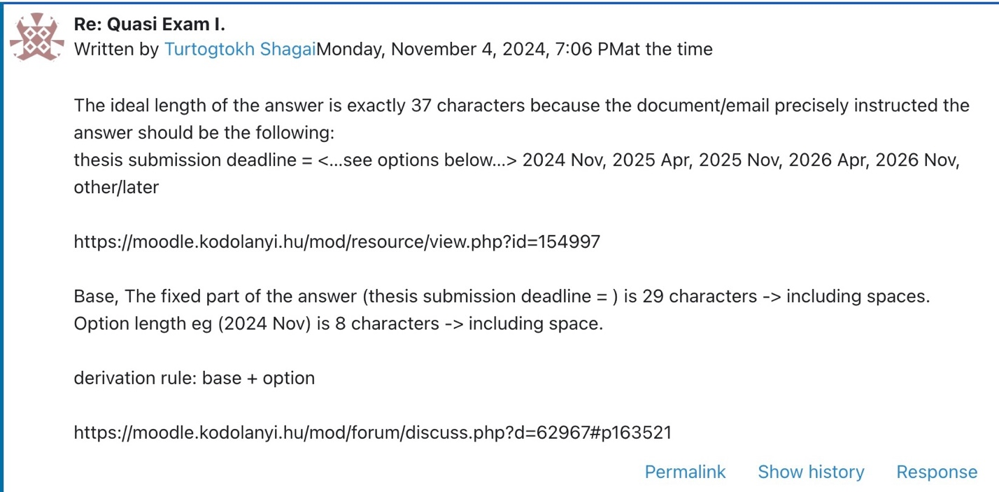 Re: Quasi Exam I.
Written by Turtogtokh ShagaiMonday, November 4, 2024, 7:06 PMat the time
The ideal length of the answer is exactly 37 characters because the document/email precisely instructed the
answer should be the following:
thesis submission deadline = <...see options below...> 2024 Nov, 2025 Apr, 2025 Nov, 2026 Apr, 2026 Nov,
other/later
https://moodle.kodolanyi.hu/mod/resource/view.php?id=154997
Base, The fixed part of the answer (thesis submission deadline = ) is 29 characters -> including spaces.
Option length eg (2024 Nov) is 8 characters -> including space.
derivation rule: base + option
https://moodle.kodolanyi.hu/mod/forum/discuss.php?d=62967#p163521
Permalink Show history Response